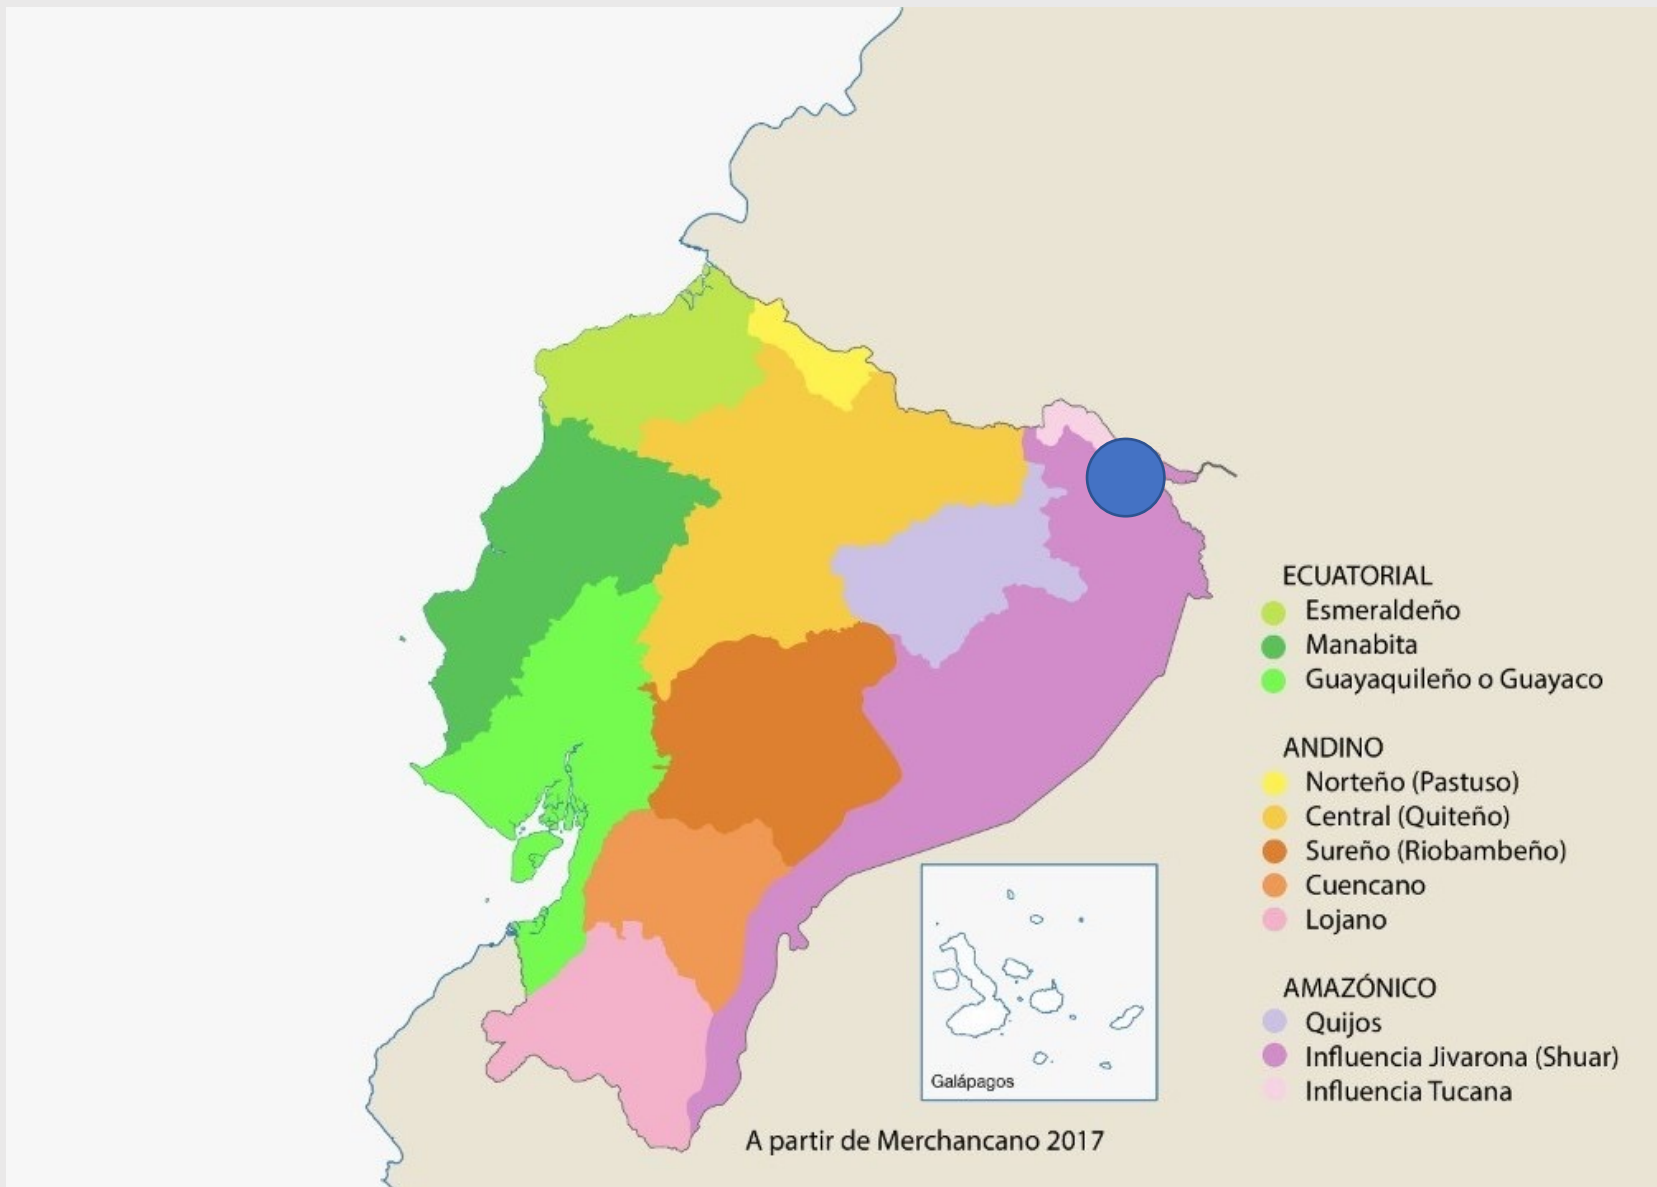 ECUATORIAL
Esmeraldeño
Manabita
Guayaquileño o Guayaco
ANDINO
Norteño (Pastuso)
Central (Quiteño)
Sureño (Riobambeño)
Cuencano
Lojano
AMAZÓNICO
Quijos
Influencia Jivarona (Shuar)
Influencia Tucana
Galápagos
A partir de Merchancano 2017